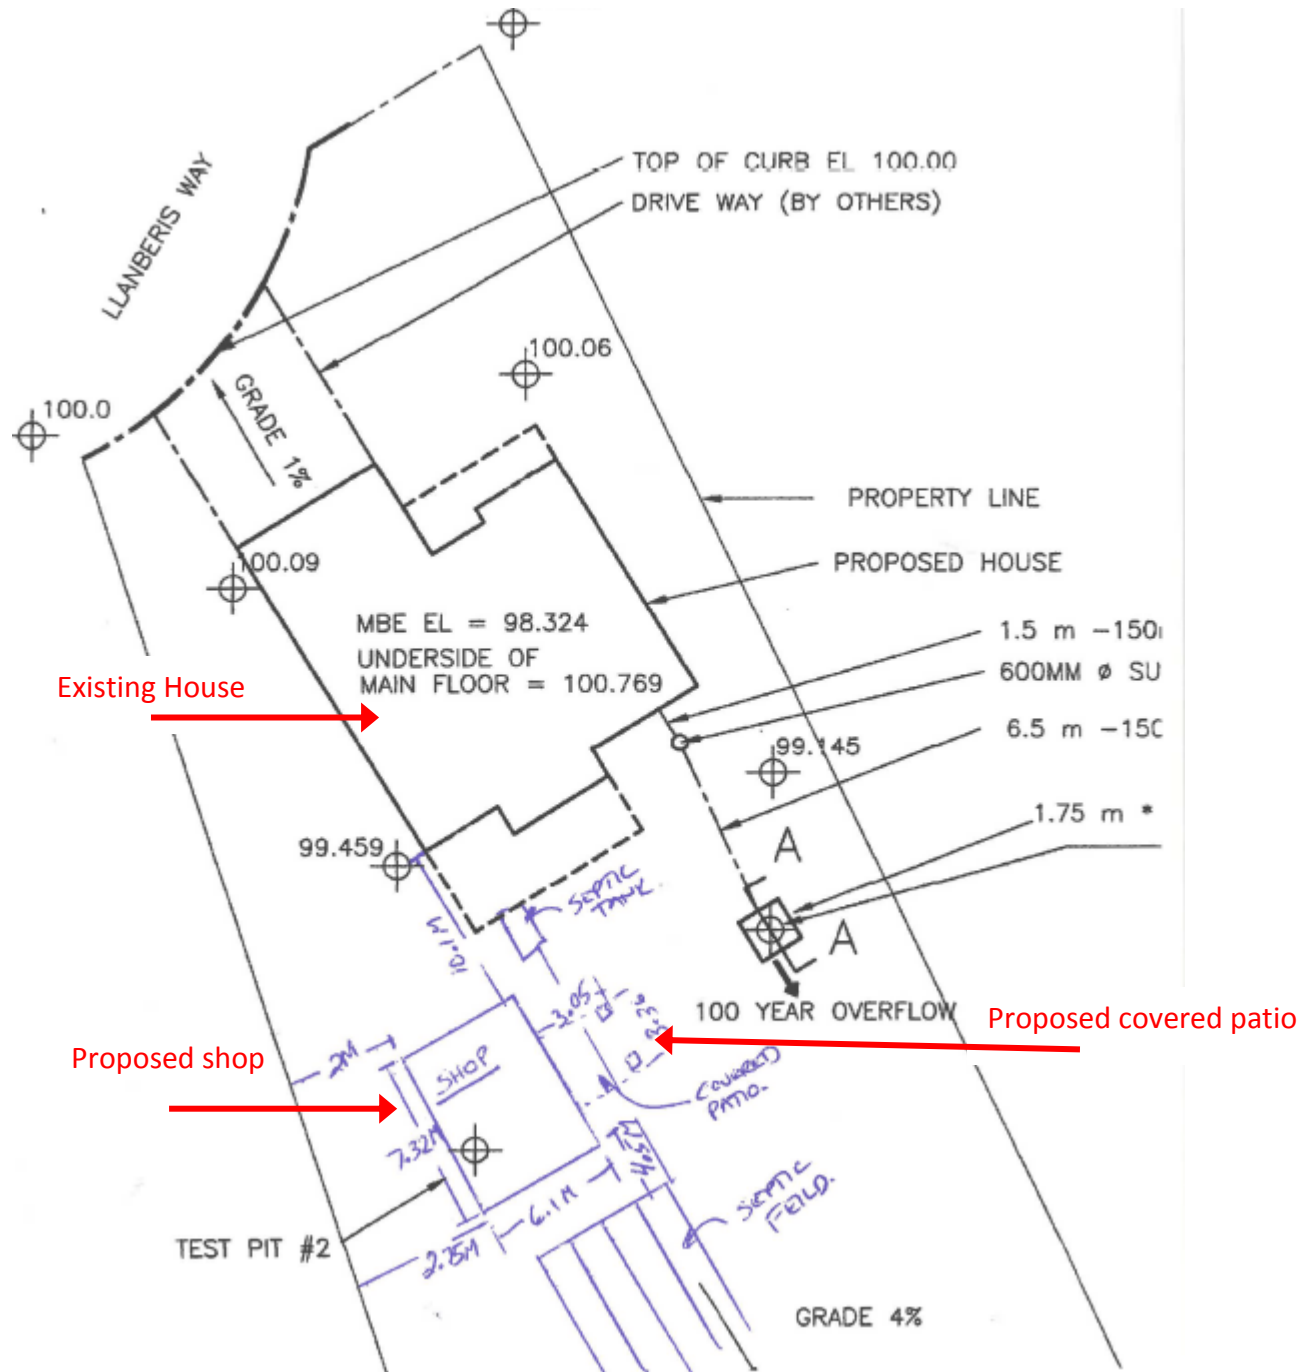 LLANBERIS WAY
TOP OF CURB EL 100.00
DRIVE WAY (BY OTHERS)
100.06
100.0
GRADE 1%
PROPERTY LINE
100.09
PROPOSED HOUSE
MBE EL = 98.324
UNDERSIDE OF
MAIN FLOOR = 100.769
1.5 m -150
600MM ø SU
Existing House
6.5 m -150
99.145
1.75 m *
99.459
A
SEPTIC
TANK.
A
10.1M
100 YEAR OVERFLOW
Proposed covered patio
3.05
Proposed shop
2M
SHOP
COVERED
PATIO.
7.32M
6.1M
SEPTIC
FEILD.
TEST PIT #2
2.75M
GRADE 4%